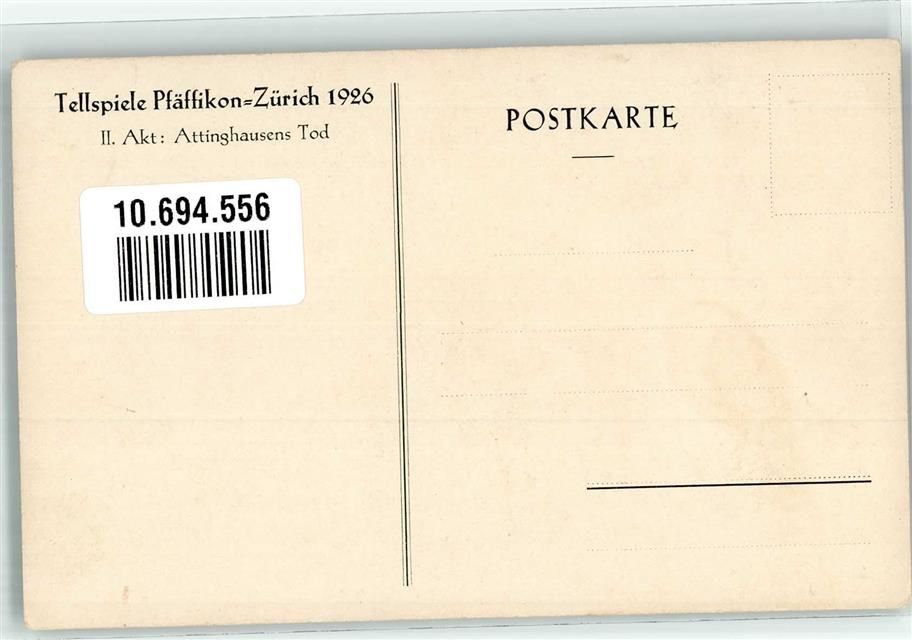 Tellspiele Pfäffikon=Zürich 1926
II. Akt: Attinghausens Tod
10.694.556
POSTKARTE